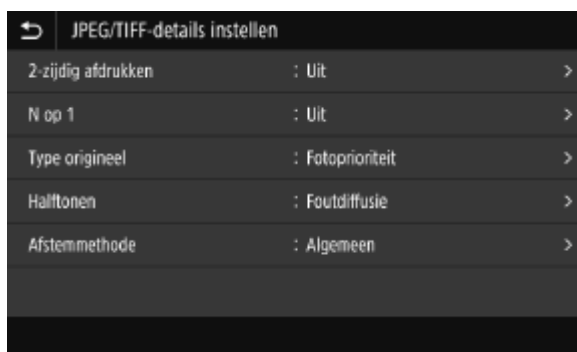 JPEG/TIFF-details instellen
2-zijdig afdrukken : Uit
N op 1 : Uit
Type origineel : Fotoprioriteit
Halftonen : Foutdiffusie
Afstemmethode : Algemeen